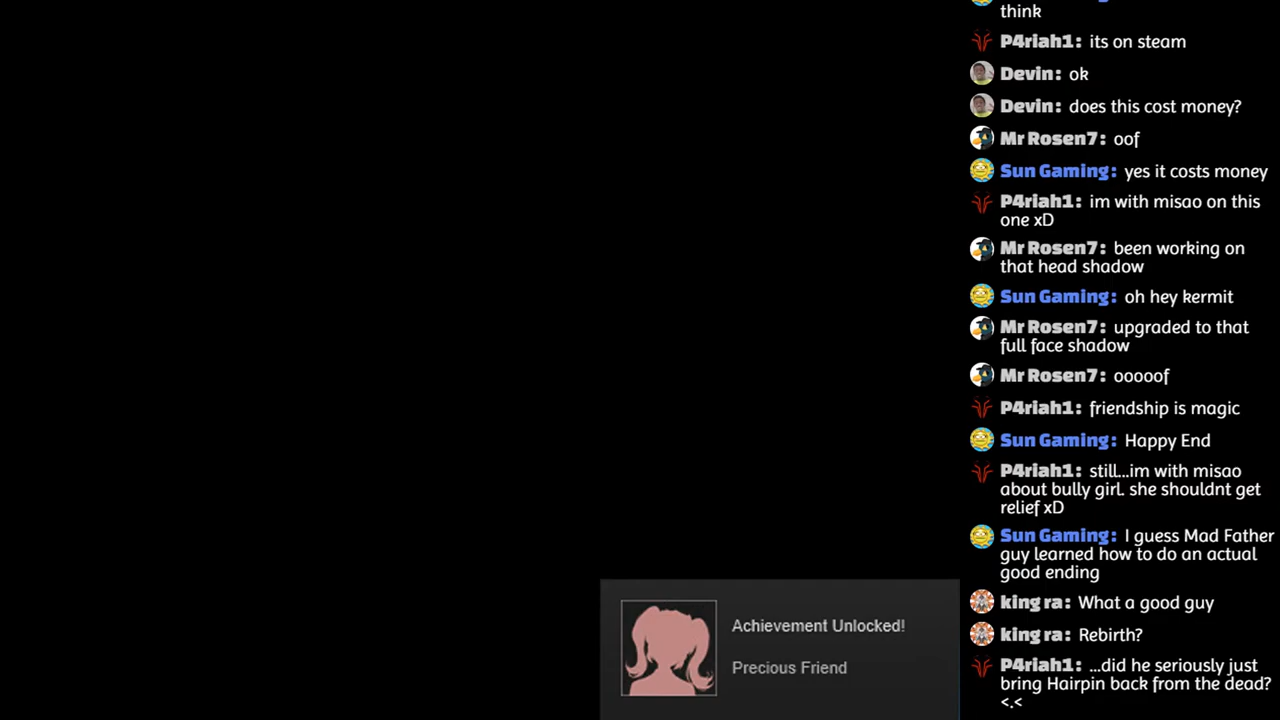 think
P4riah1: its on steam
Devin: ok
Devin: does this cost money?
Mr Rosen7: oof
Sun Gaming: yes it costs money
P4riah1: im with misao on this
one xD
Mr Rosen7: been working on
that head shadow
Sun Gaming: oh hey kermit
Mr Rosen7: upgraded to that
full face shadow
Mr Rosen7: ooooof
P4riah1: friendship is magic
Sun Gaming: Happy End
P4riah1: still...im with misao
about bully girl. she shouldnt get
relief xD
Sun Gaming: I guess Mad Father
guy learned how to do an actual
good ending
king ra: What a good guy
king ra: Rebirth?
P4riah1: ...did he seriously just
bring Hairpin back from the dead?
<.<
Achievement Unlocked!
Precious Friend